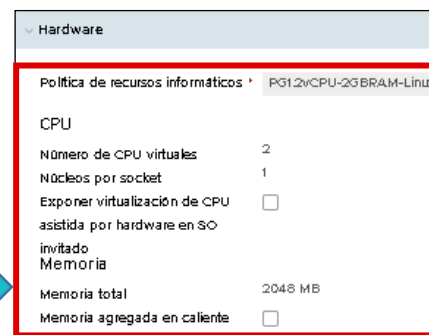 Hardware
Política de recursos informáticos * PG1.2vCPU-2GBRAM-Linu
CPU
Número de CPU virtuales 2
Núcleos por socket 1
Exponer virtualización de CPU
asistida por hardware en SO
invitado
Memoria
Memoria total 2048 MB
Memoria agregada en caliente